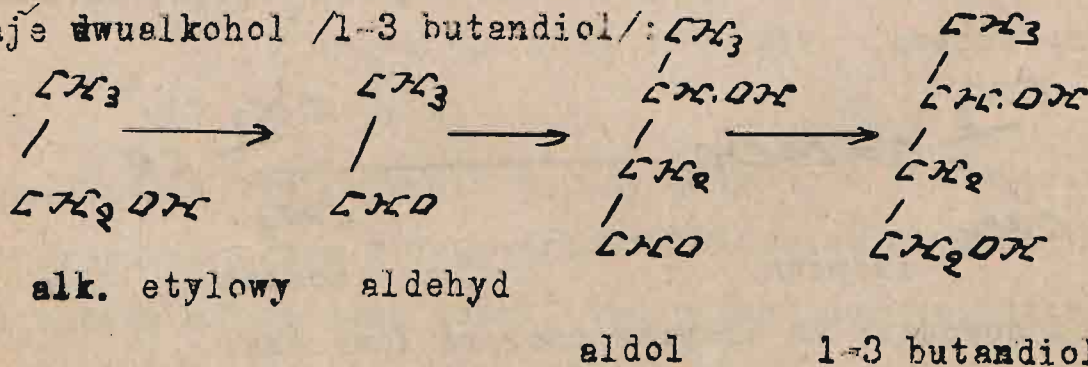 aje dwualkohol /1-3 butandiol/:
CH3 CH3 CH3 CH3
CH.OH CH.OH
CH2 CH2
CH2OH CHO CHO CH2OH
alk. etylowy aldehyd
aldol 1-3 butandiol